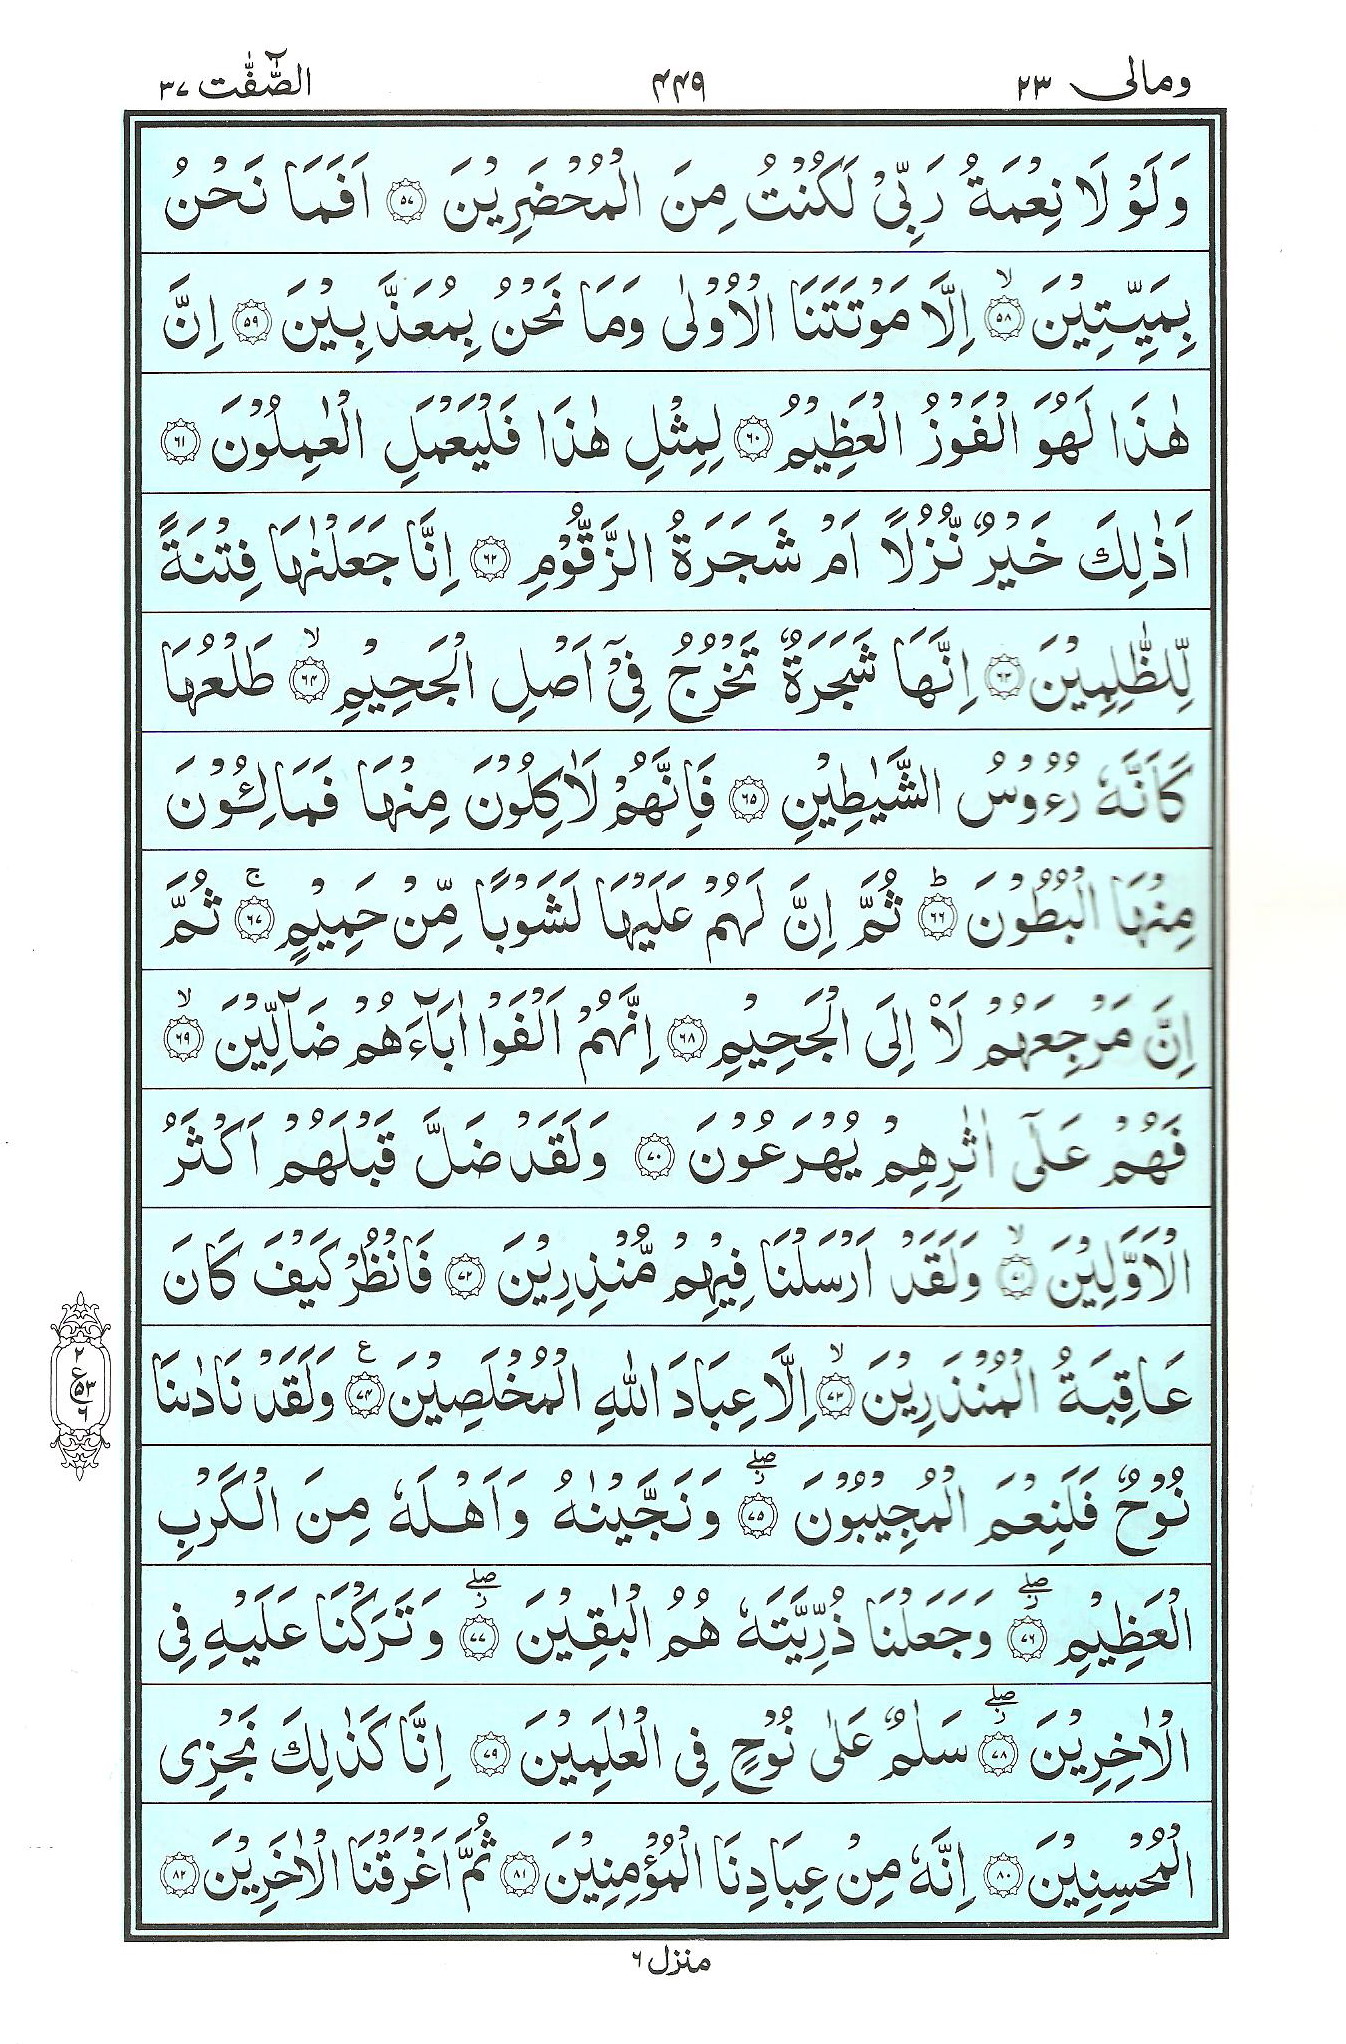 ومالی ٢٣
٤٤٩
الصّٰٓفّٰت ٣٧
وَلَوْلَا نِعْمَةُ رَبِّیْ لَكُنْتُ مِنَ الْمُحْضَرِیْنَ ٥٧ اَفَمَا نَحْنُ
بِمَیِّتِیْنَ ٥٨ۙ اِلَّا مَوْتَتَنَا الْاُوْلٰی وَمَا نَحْنُ بِمُعَذَّبِیْنَ ٥٩ اِنَّ
هٰذَا لَهُوَ الْفَوْزُ الْعَظِیْمُ ٦٠ لِمِثْلِ هٰذَا فَلْیَعْمَلِ الْعٰمِلُوْنَ ٦١
اَذٰلِكَ خَیْرٌ نُّزُلًا اَمْ شَجَرَةُ الزَّقُّوْمِ ٦٢ اِنَّا جَعَلْنٰهَا فِتْنَةً
لِّلظّٰلِمِیْنَ ٦٣ اِنَّهَا شَجَرَةٌ تَخْرُجُ فِیْۤ اَصْلِ الْجَحِیْمِ ٦٤ۙ طَلْعُهَا
كَاَنَّهٗ رُءُوْسُ الشَّیٰطِیْنِ ٦٥ فَاِنَّهُمْ لَاٰكِلُوْنَ مِنْهَا فَمَالِـُٔوْنَ
مِنْهَا الْبُطُوْنَ ٦٦ؕ ثُمَّ اِنَّ لَهُمْ عَلَیْهَا لَشَوْبًا مِّنْ حَمِیْمٍ ٦٧ۚ ثُمَّ
اِنَّ مَرْجِعَهُمْ لَاْ اِلَی الْجَحِیْمِ ٦٨ اِنَّهُمْ اَلْفَوْا اٰبَآءَهُمْ ضَآلِّیْنَ ٦٩ۙ
فَهُمْ عَلٰۤی اٰثٰرِهِمْ یُهْرَعُوْنَ ٧٠ وَلَقَدْ ضَلَّ قَبْلَهُمْ اَكْثَرُ
الْاَوَّلِیْنَ ٧١ۙ وَلَقَدْ اَرْسَلْنَا فِیْهِمْ مُّنْذِرِیْنَ ٧٢ فَانْظُرْ كَیْفَ كَانَ
عَاقِبَةُ الْمُنْذَرِیْنَ ٧٣ۙ اِلَّا عِبَادَ اللّٰهِ الْمُخْلَصِیْنَ ٧٤ ع وَلَقَدْ نَادٰىنَا
٢ ع ٥٣ ٦
نُوْحٌ فَلَنِعْمَ الْمُجِیْبُوْنَ ٧٥ۖز وَنَجَّیْنٰهُ وَاَهْلَهٗ مِنَ الْكَرْبِ
الْعَظِیْمِ ٧٦ۖز وَجَعَلْنَا ذُرِّیَّتَهٗ هُمُ الْبٰقِیْنَ ٧٧ۖز وَتَرَكْنَا عَلَیْهِ فِی
الْاٰخِرِیْنَ ٧٨ۖز سَلٰمٌ عَلٰی نُوْحٍ فِی الْعٰلَمِیْنَ ٧٩ اِنَّا كَذٰلِكَ نَجْزِی
الْمُحْسِنِیْنَ ٨٠ اِنَّهٗ مِنْ عِبَادِنَا الْمُؤْمِنِیْنَ ٨١ ثُمَّ اَغْرَقْنَا الْاٰخَرِیْنَ ٨٢
منزل ٦